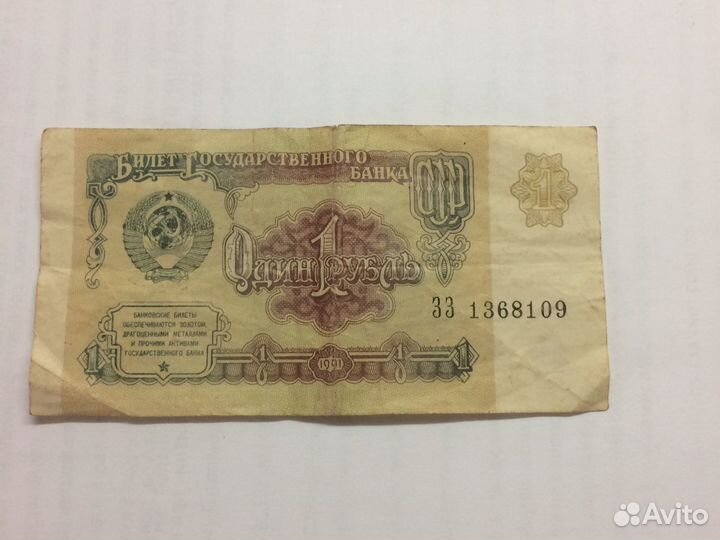 Билет Государственного
Банка
СССР
1
Один 1 Рубль
ЗЗ 1368109
БАНКОВСКИЕ БИЛЕТЫ
ОБЕСПЕЧИВАЮТСЯ ЗОЛОТОМ,
ДРАГОЦЕННЫМИ МЕТАЛЛАМИ
И ПРОЧИМИ АКТИВАМИ
ГОСУДАРСТВЕННОГО БАНКА
1 1 1991 1 1
Avito